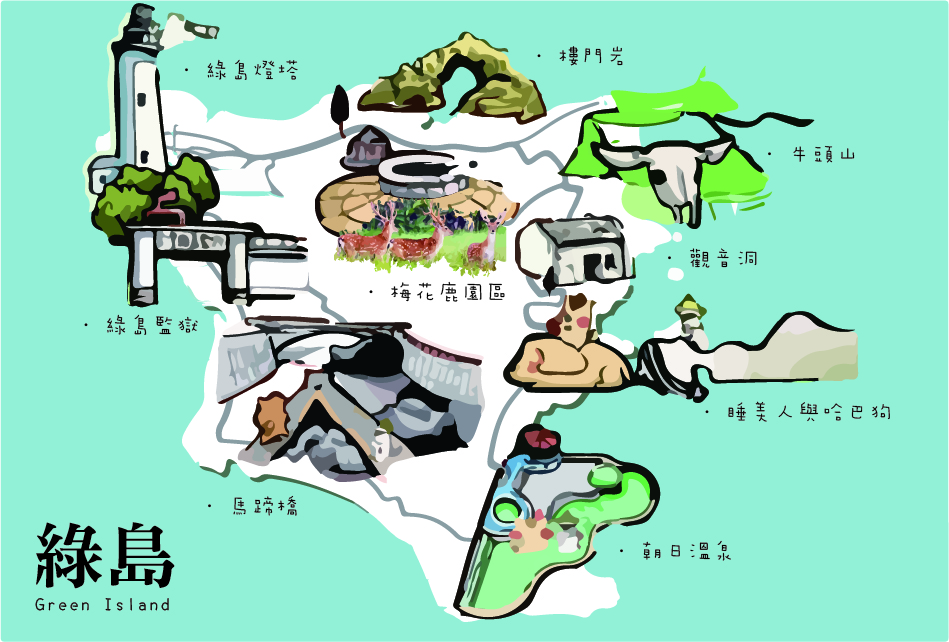 · 綠島燈塔
· 樓門岩
· 牛頭山
· 觀音洞
· 梅花鹿園區
· 綠島監獄
· 睡美人與哈巴狗
· 馬蹄橋
· 朝日溫泉
綠島
Green Island